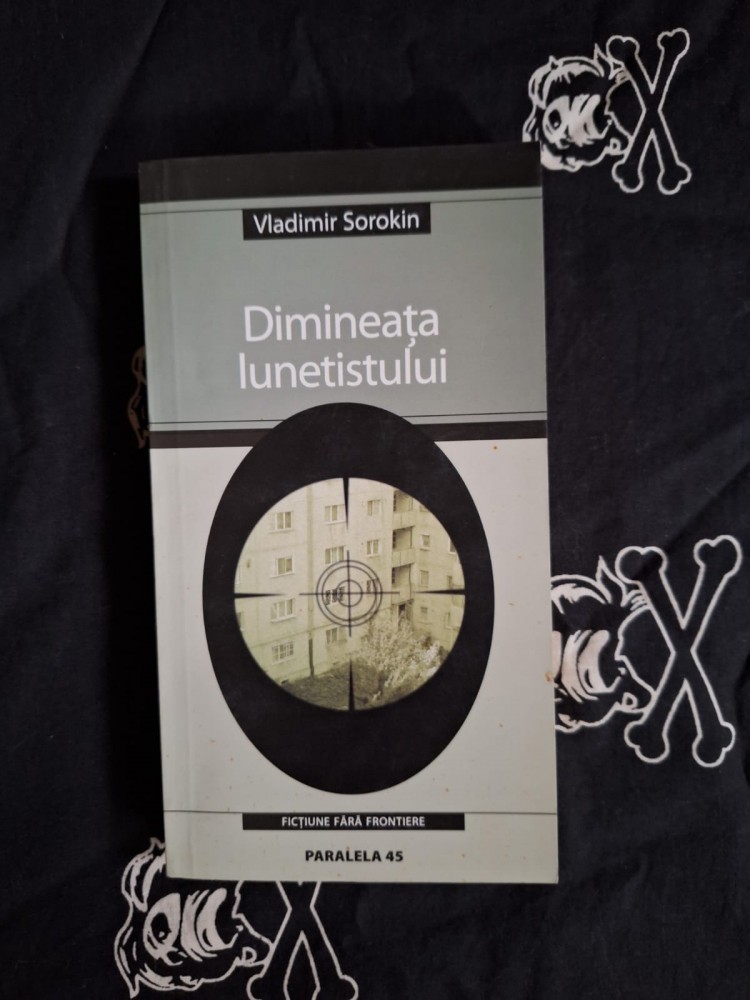 Vladimir Sorokin
Dimineața
lunetistului
FICȚIUNE FĂRĂ FRONTIERE
PARALELA 45